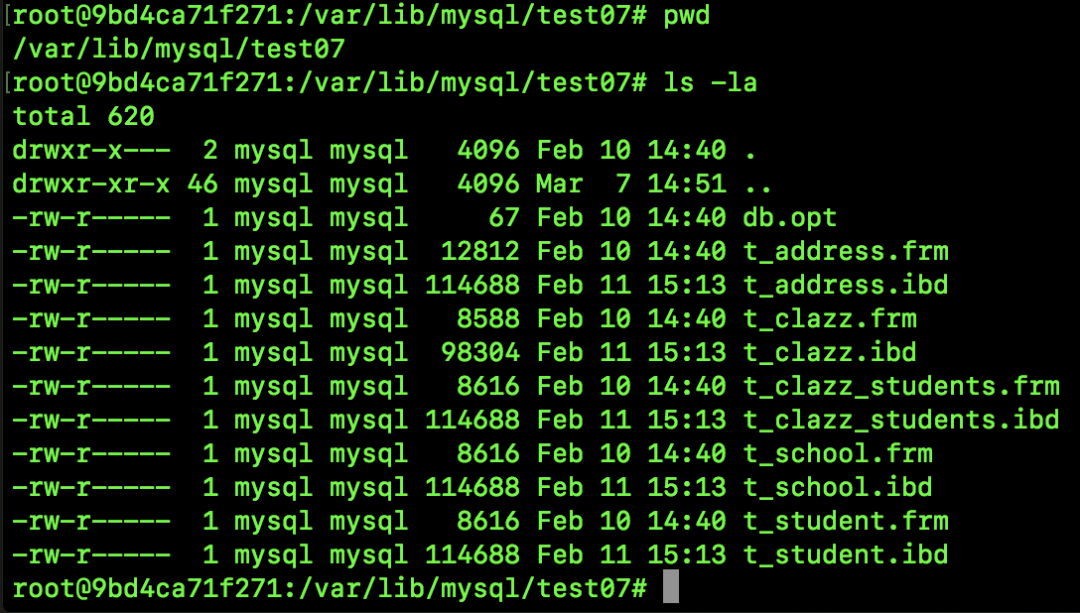 [root@9bd4ca71f271:/var/lib/mysql/test07# pwd
/var/lib/mysql/test07
[root@9bd4ca71f271:/var/lib/mysql/test07# ls -la
total 620
drwxr-x---  2 mysql mysql   4096 Feb 10 14:40 .
drwxr-xr-x 46 mysql mysql   4096 Mar  7 14:51 ..
-rw-r-----  1 mysql mysql     67 Feb 10 14:40 db.opt
-rw-r-----  1 mysql mysql  12812 Feb 10 14:40 t_address.frm
-rw-r-----  1 mysql mysql 114688 Feb 11 15:13 t_address.ibd
-rw-r-----  1 mysql mysql   8588 Feb 10 14:40 t_clazz.frm
-rw-r-----  1 mysql mysql  98304 Feb 11 15:13 t_clazz.ibd
-rw-r-----  1 mysql mysql   8616 Feb 10 14:40 t_clazz_students.frm
-rw-r-----  1 mysql mysql 114688 Feb 11 15:13 t_clazz_students.ibd
-rw-r-----  1 mysql mysql   8616 Feb 10 14:40 t_school.frm
-rw-r-----  1 mysql mysql 114688 Feb 11 15:13 t_school.ibd
-rw-r-----  1 mysql mysql   8616 Feb 10 14:40 t_student.frm
-rw-r-----  1 mysql mysql 114688 Feb 11 15:13 t_student.ibd
root@9bd4ca71f271:/var/lib/mysql/test07#